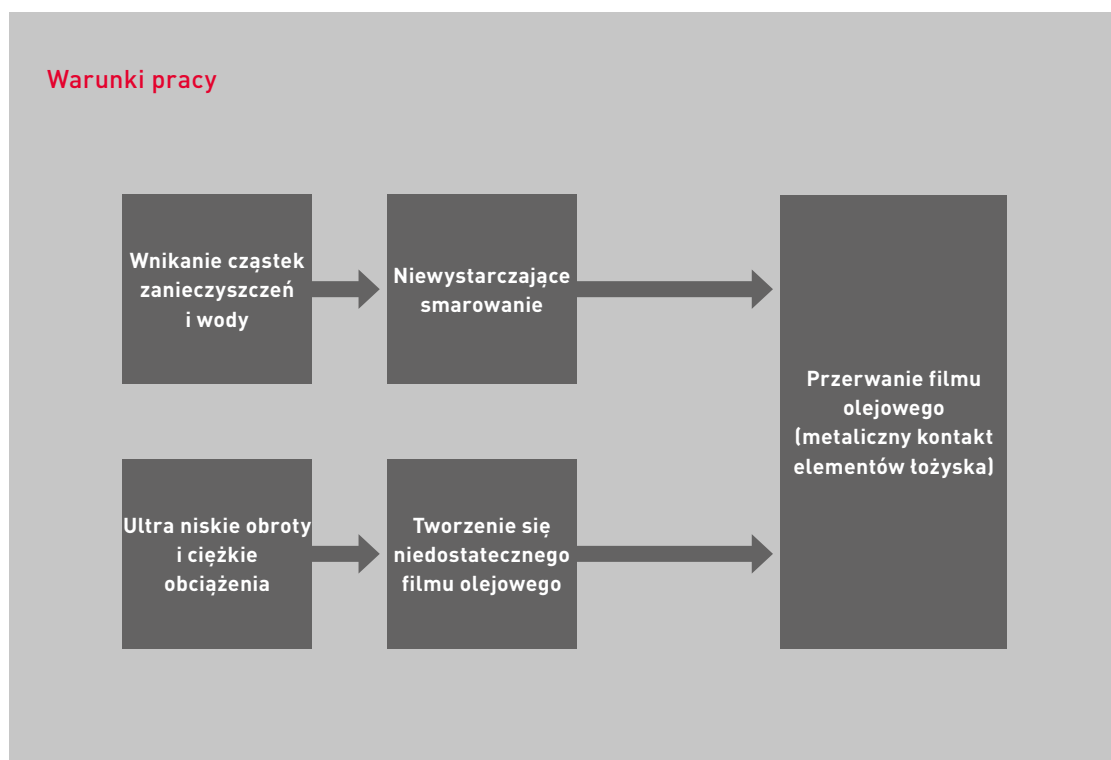 Warunki pracy
Wnikanie cząstek
zanieczyszczeń
i wody
Niewystarczające
smarowanie
Przerwanie filmu
olejowego
(metaliczny kontakt
elementów łożyska)
Ultra niskie obroty
i ciężkie
obciążenia
Tworzenie się
niedostatecznego
filmu olejowego